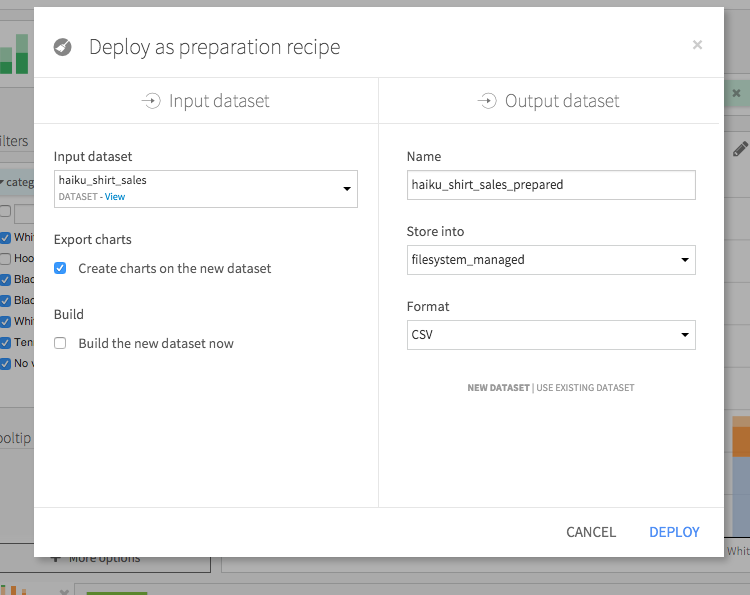 Deploy as preparation recipe
×
Input dataset
Output dataset
Input dataset
haiku_shirt_sales
DATASET - View
Export charts
Create charts on the new dataset
Build
Build the new dataset now
Name
haiku_shirt_sales_prepared
Store into
filesystem_managed
Format
CSV
NEW DATASET | USE EXISTING DATASET
CANCEL
DEPLOY
ilters
categ
Whi
Hoo
Blac
Blac
Whi
Ten
No v
ooltip
More options
Whit